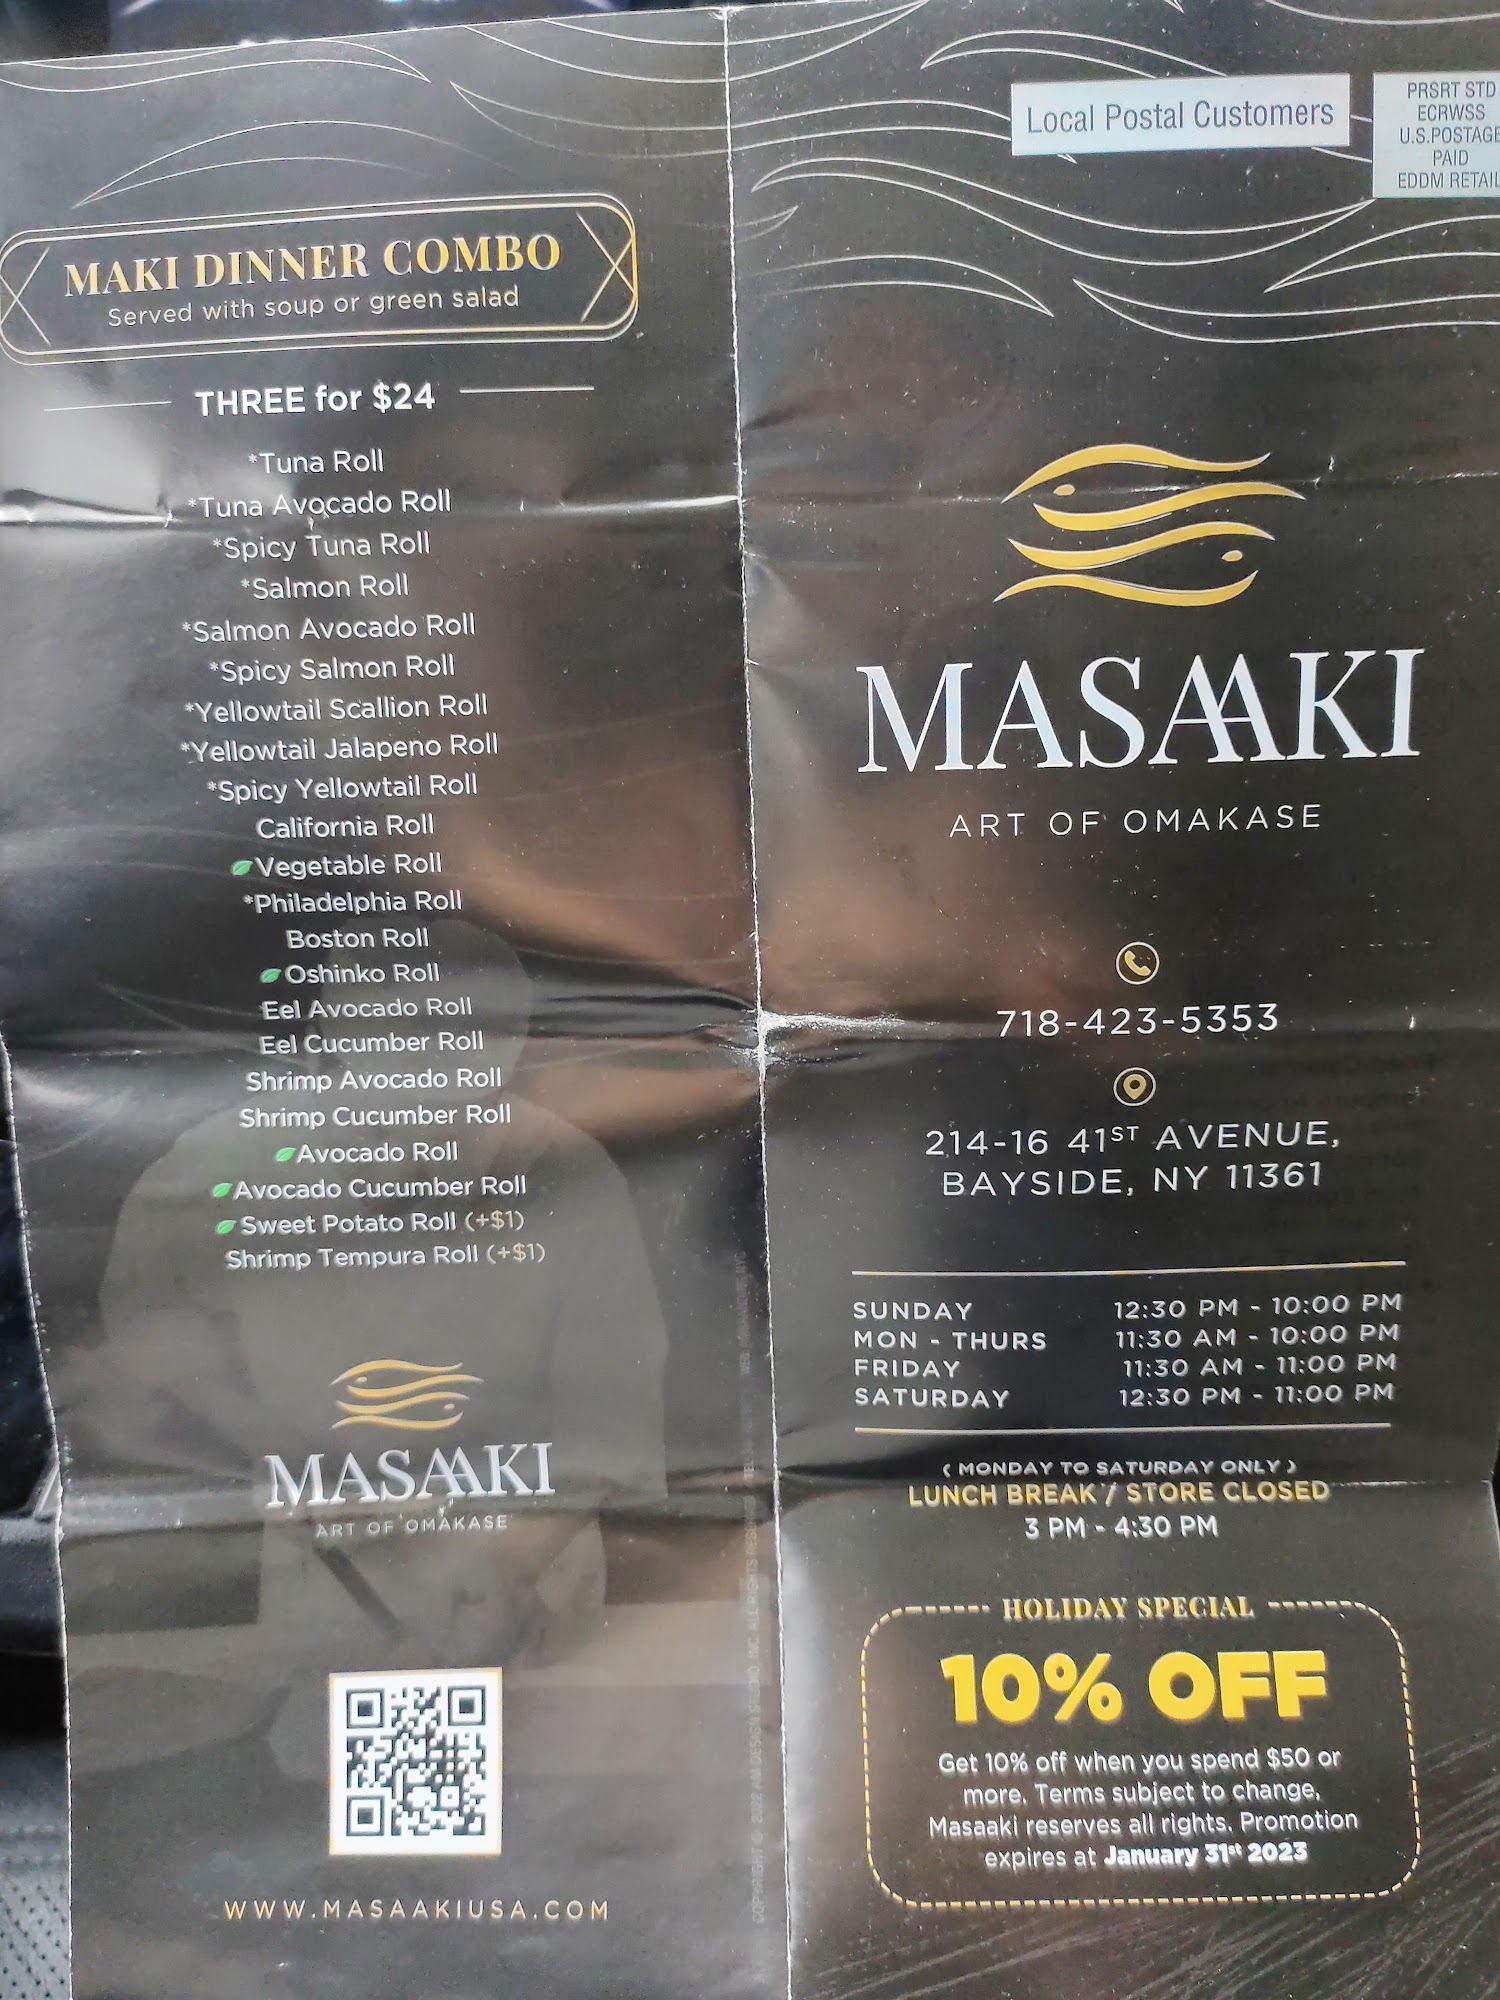 MAKI DINNER COMBO
Served with soup or green salad
THREE for $24
*Tuna Roll
*Tuna Avocado Roll
*Spicy Tuna Roll
*Salmon Roll
*Salmon Avocado Roll
*Spicy Salmon Roll
*Yellowtail Scallion Roll
*Yellowtail Jalapeno Roll
*Spicy Yellowtail Roll
California Roll
Vegetable Roll
*Philadelphia Roll
Boston Roll
Oshinko Roll
Eel Avocado Roll
Eel Cucumber Roll
Shrimp Avocado Roll
Shrimp Cucumber Roll
Avocado Roll
Avocado Cucumber Roll
Sweet Potato Roll (+$1)
Shrimp Tempura Roll (+$1)
MASAAKI
ART OF OMAKASE
WWW.MASAAKIUSA.COM
COPYRIGHT © 2022 AM DESIGN STUDIO, INC. ALL RIGHTS
Local Postal Customers
PRSRT STD
ECRWSS
U.S.POSTAGE
PAID
EDDM RETAIL
MASAAKI
ART OF OMAKASE
718-423-5353
214-16 41ST AVENUE,
BAYSIDE, NY 11361
SUNDAY 12:30 PM - 10:00 PM
MON - THURS 11:30 AM - 10:00 PM
FRIDAY 11:30 AM - 11:00 PM
SATURDAY 12:30 PM - 11:00 PM
( MONDAY TO SATURDAY ONLY )
LUNCH BREAK / STORE CLOSED
3 PM - 4:30 PM
HOLIDAY SPECIAL
10% OFF
Get 10% off when you spend $50 or
more. Terms subject to change,
Masaaki reserves all rights. Promotion
expires at January 31st 2023